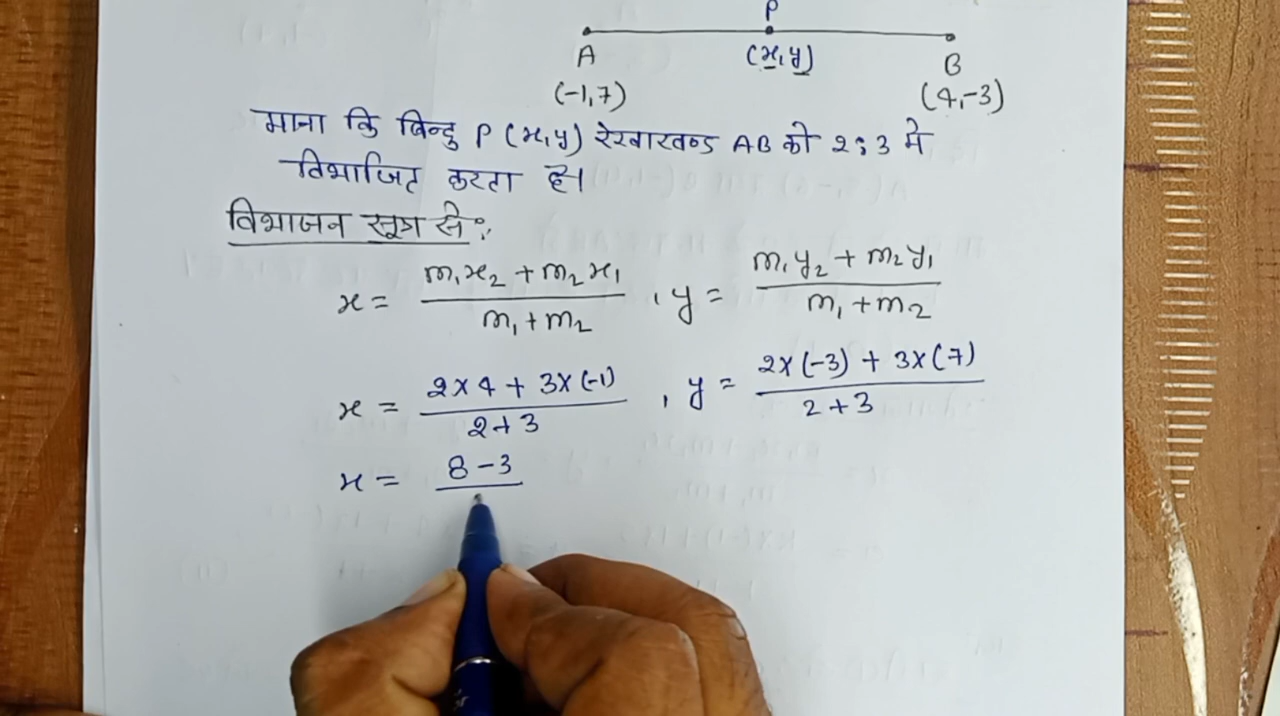 P
A (x,y) B
(-1,7) (4,-3)
माना कि बिन्दु P (x,y) रेखाखण्ड AB को 2:3 में
विभाजित करता है।
विभाजन सूत्र से:
x = (m₁x₂ + m₂x₁)/(m₁+m₂) , y = (m₁y₂ + m₂y₁)/(m₁+m₂)
x = (2×4 + 3×(-1))/(2+3) , y = (2×(-3) + 3×(7))/(2+3)
x = 8-3